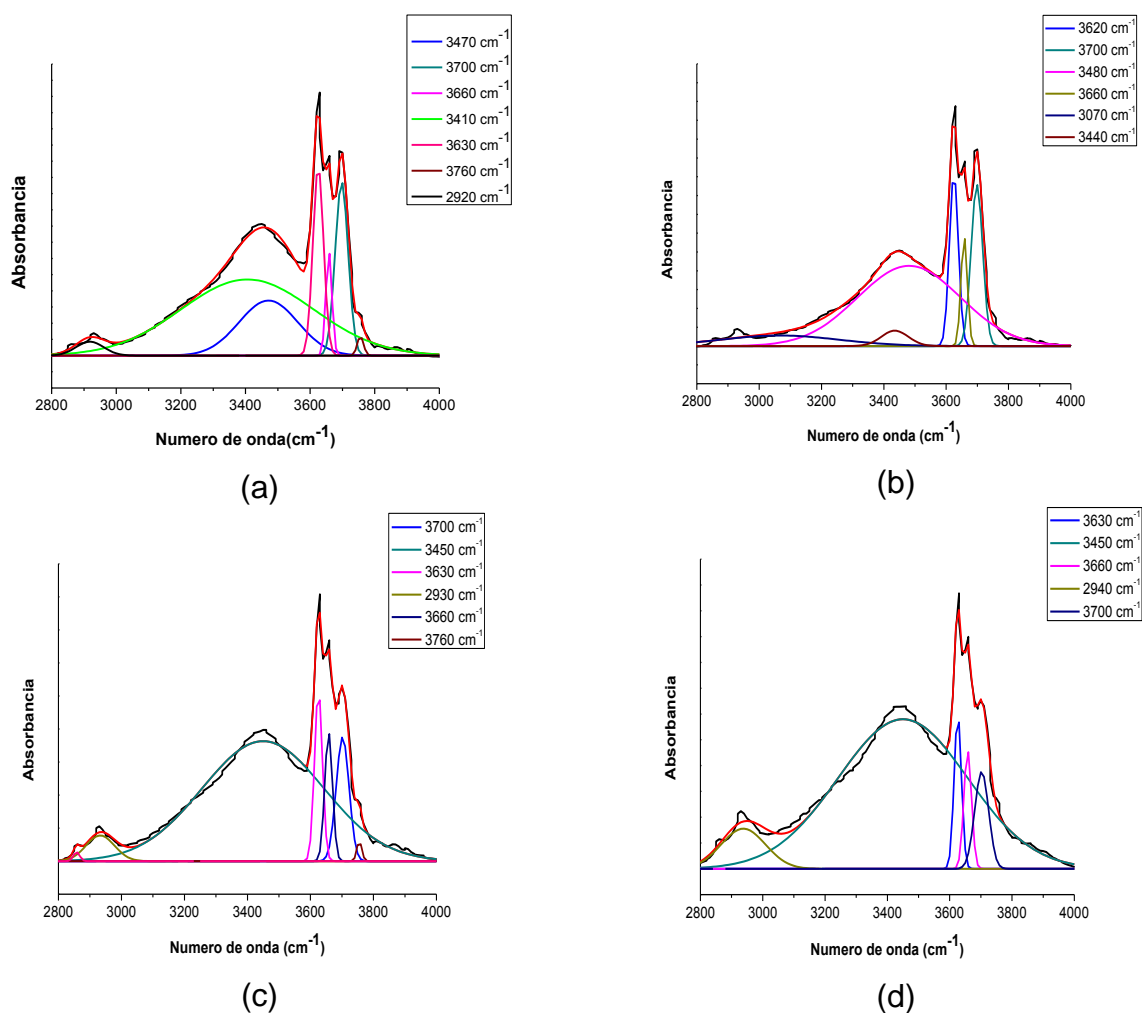 3470 cm⁻¹
3700 cm⁻¹
3660 cm⁻¹
3410 cm⁻¹
3630 cm⁻¹
3760 cm⁻¹
2920 cm⁻¹
Absorbancia
2800 3000 3200 3400 3600 3800 4000
Numero de onda(cm⁻¹)
(a)
3620 cm⁻¹
3700 cm⁻¹
3480 cm⁻¹
3660 cm⁻¹
3070 cm⁻¹
3440 cm⁻¹
Absorbancia
2800 3000 3200 3400 3600 3800 4000
Numero de onda (cm⁻¹)
(b)
3700 cm⁻¹
3450 cm⁻¹
3630 cm⁻¹
2930 cm⁻¹
3660 cm⁻¹
3760 cm⁻¹
Absorbancia
2800 3000 3200 3400 3600 3800 4000
Numero de onda (cm⁻¹)
(c)
3630 cm⁻¹
3450 cm⁻¹
3660 cm⁻¹
2940 cm⁻¹
3700 cm⁻¹
Absorbancia
2800 3000 3200 3400 3600 3800 4000
Numero de onda (cm⁻¹)
(d)